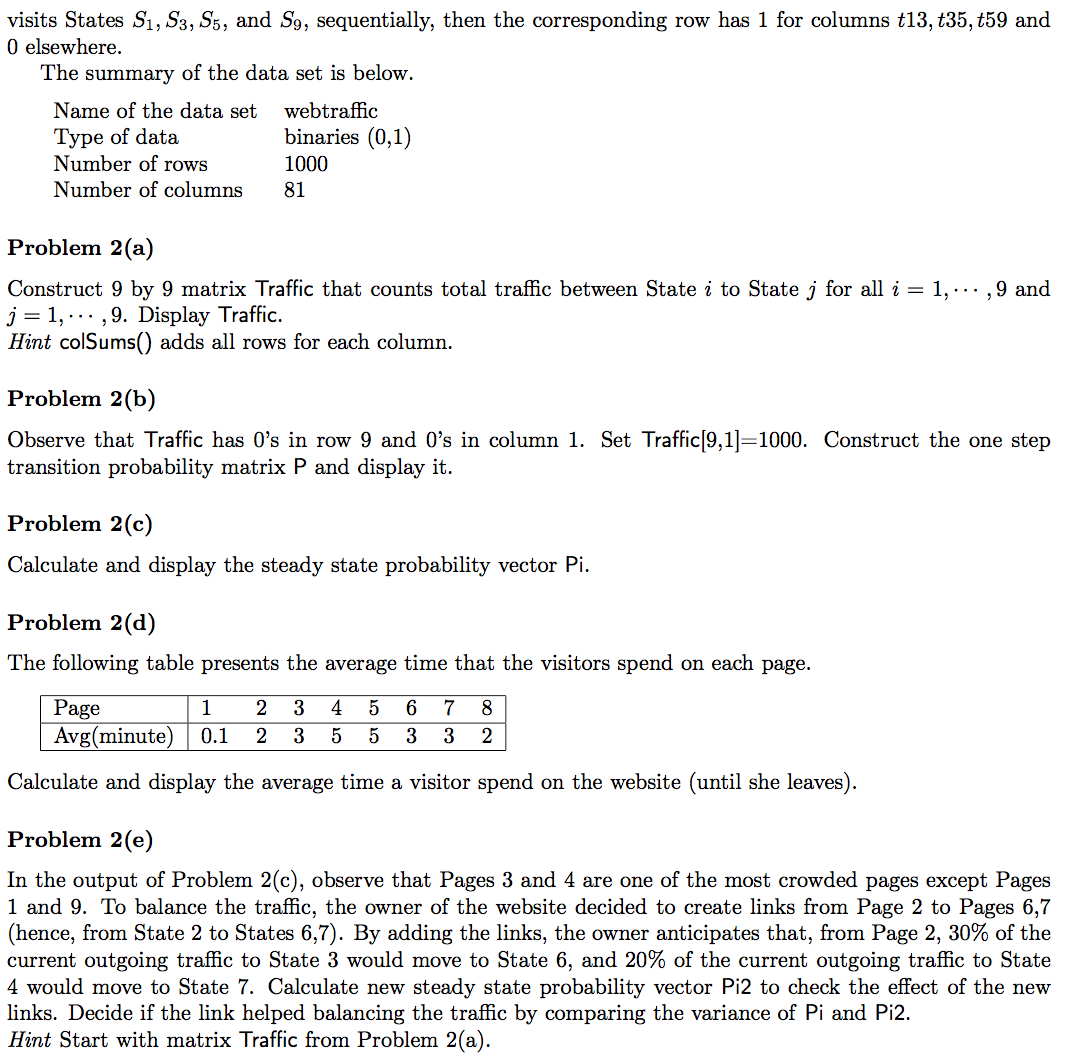 visits States S₁, S₃, S₅, and S₉, sequentially, then the corresponding row has 1 for columns t13, t35, t59 and
0 elsewhere.
The summary of the data set is below.
Name of the data set webtraffic
Type of data binaries (0,1)
Number of rows 1000
Number of columns 81
Problem 2(a)
Construct 9 by 9 matrix Traffic that counts total traffic between State i to State j for all i = 1, ··· , 9 and
j = 1, ··· , 9. Display Traffic.
Hint colSums() adds all rows for each column.
Problem 2(b)
Observe that Traffic has 0's in row 9 and 0's in column 1. Set Traffic[9,1]=1000. Construct the one step
transition probability matrix P and display it.
Problem 2(c)
Calculate and display the steady state probability vector Pi.
Problem 2(d)
The following table presents the average time that the visitors spend on each page.
Page 1 2 3 4 5 6 7 8
Avg(minute) 0.1 2 3 5 5 3 3 2
Calculate and display the average time a visitor spend on the website (until she leaves).
Problem 2(e)
In the output of Problem 2(c), observe that Pages 3 and 4 are one of the most crowded pages except Pages
1 and 9. To balance the traffic, the owner of the website decided to create links from Page 2 to Pages 6,7
(hence, from State 2 to States 6,7). By adding the links, the owner anticipates that, from Page 2, 30% of the
current outgoing traffic to State 3 would move to State 6, and 20% of the current outgoing traffic to State
4 would move to State 7. Calculate new steady state probability vector Pi2 to check the effect of the new
links. Decide if the link helped balancing the traffic by comparing the variance of Pi and Pi2.
Hint Start with matrix Traffic from Problem 2(a).